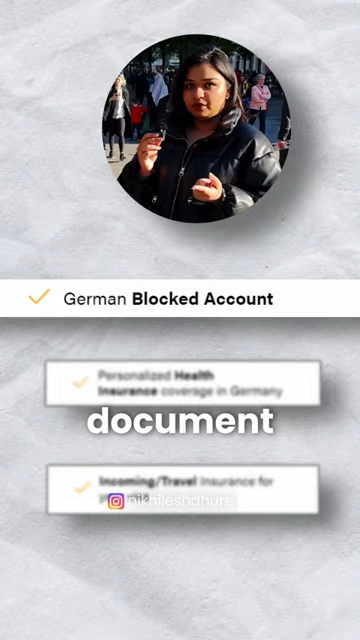 German Blocked Account
Personalized Health
Insurance coverage in Germany
document
Incoming/Travel Insurance for
nikhileshdhure